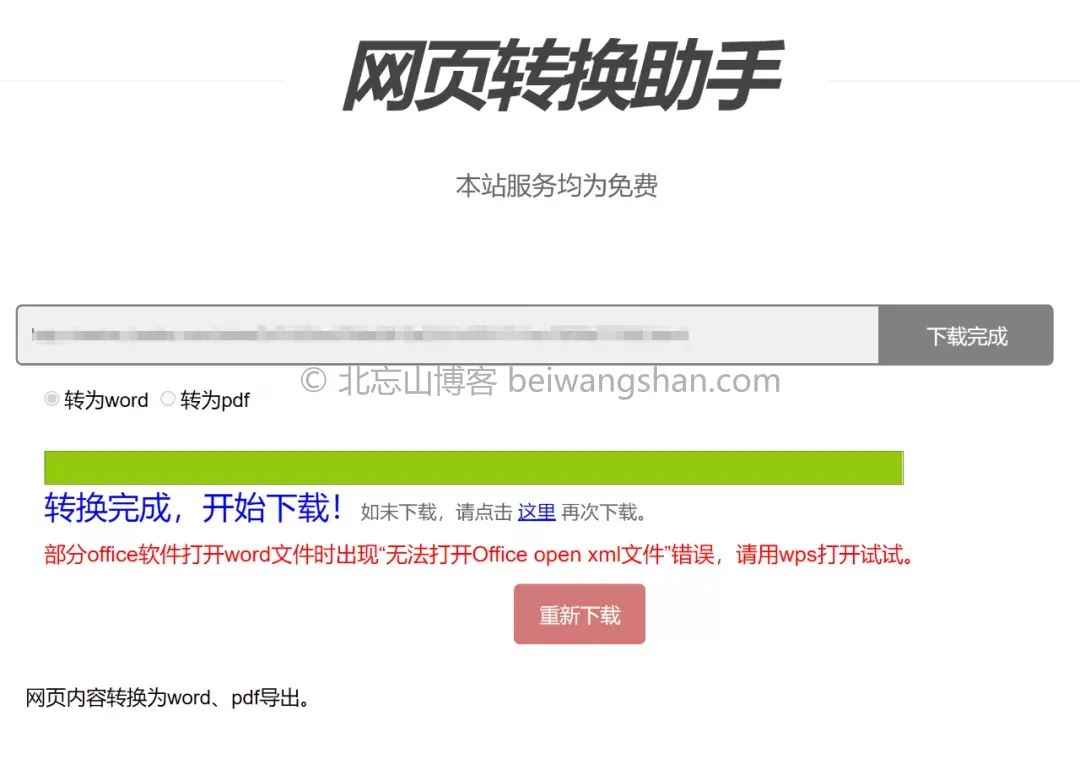 网页转换助手
本站服务均为免费
下载完成
© 北忘山博客 beiwangshan.com
转为word 转为pdf
转换完成，开始下载！ 如未下载，请点击 这里 再次下载。
部分office软件打开word文件时出现“无法打开Office open xml文件”错误，请用wps打开试试。
重新下载
网页内容转换为word、pdf导出。